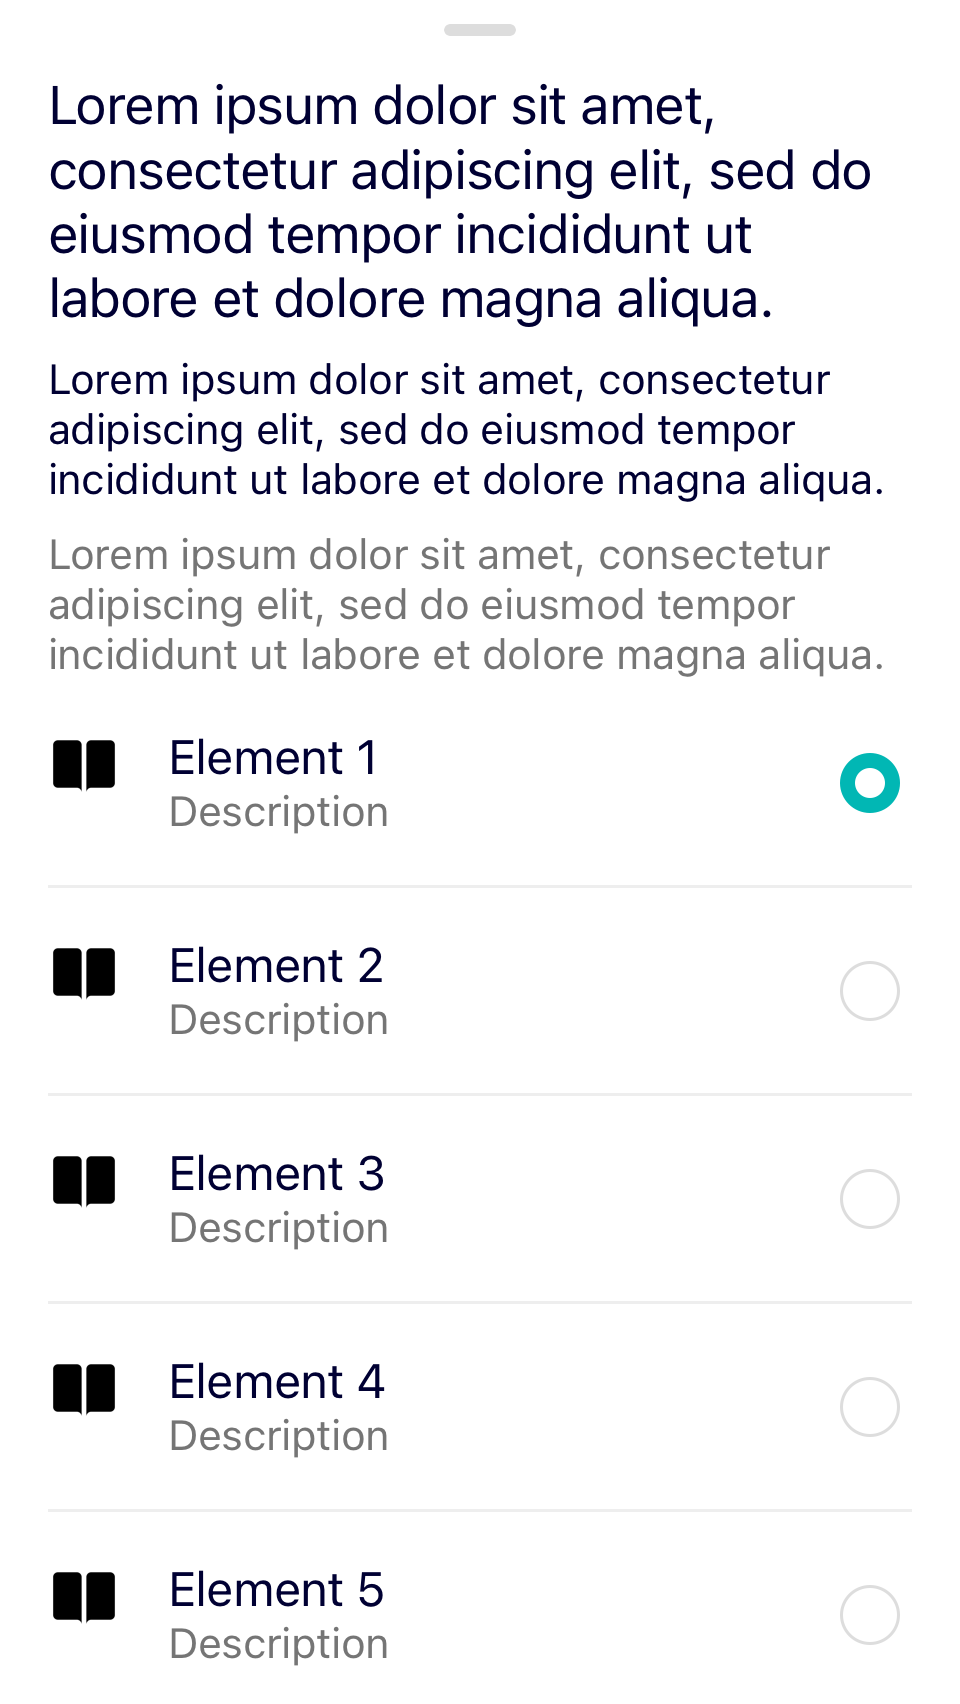 Lorem ipsum dolor sit amet,
consectetur adipiscing elit, sed do
eiusmod tempor incididunt ut
labore et dolore magna aliqua.
Lorem ipsum dolor sit amet, consectetur
adipiscing elit, sed do eiusmod tempor
incididunt ut labore et dolore magna aliqua.
Lorem ipsum dolor sit amet, consectetur
adipiscing elit, sed do eiusmod tempor
incididunt ut labore et dolore magna aliqua.
Element 1
Description
Element 2
Description
Element 3
Description
Element 4
Description
Element 5
Description